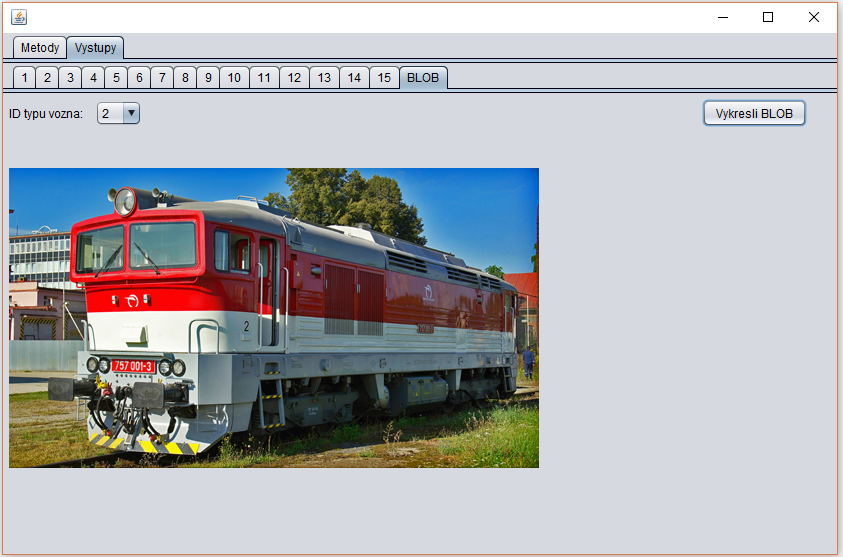 Metody Vystupy
1 2 3 4 5 6 7 8 9 10 11 12 13 14 15 BLOB
ID typu vozna: 2 Vykresli BLOB
2
757 001-3